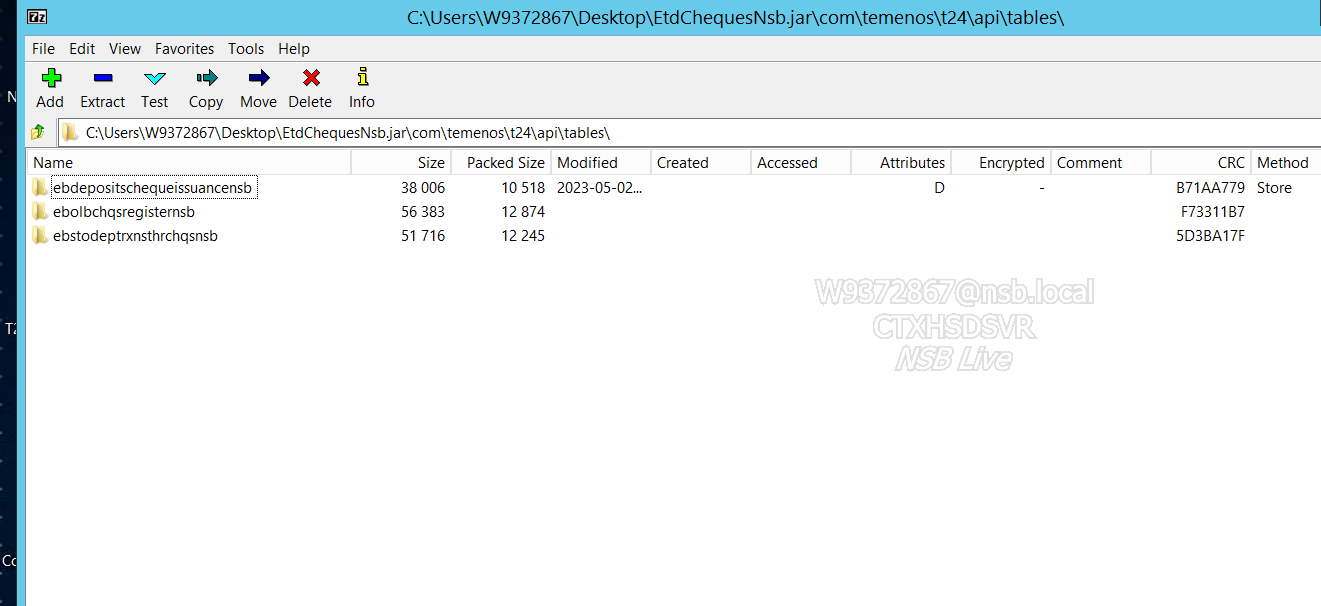 C:\Users\W9372867\Desktop\EtdChequesNsb.jar\com\temenos\t24\api\tables\
File Edit View Favorites Tools Help
Add Extract Test Copy Move Delete Info
C:\Users\W9372867\Desktop\EtdChequesNsb.jar\com\temenos\t24\api\tables\
Name Size Packed Size Modified Created Accessed Attributes Encrypted Comment CRC Method
ebdepositschequeissuancensb 38 006 10 518 2023-05-02... D - B71AA779 Store
ebolbchqsregisternsb 56 383 12 874 F73311B7
ebstodeptrxnsthrchqsnsb 51 716 12 245 5D3BA17F
W9372867@nsb.local
CTXHSDSVR
NSB Live